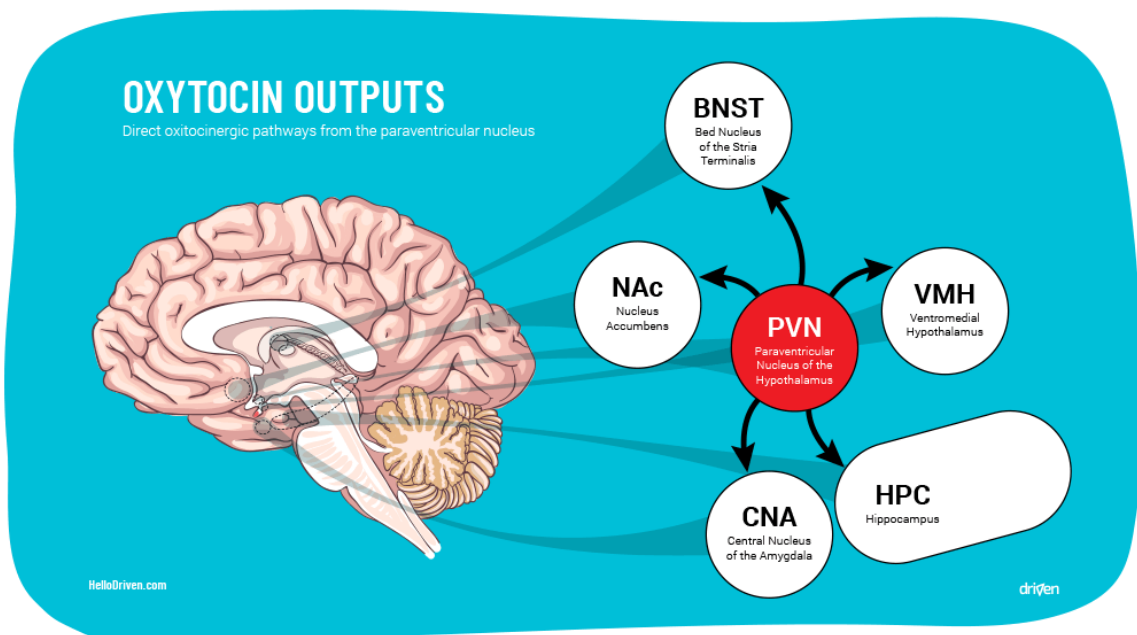 OXYTOCIN OUTPUTS
Direct oxitocinergic pathways from the paraventricular nucleus
BNST
Bed Nucleus
of the Stria
Terminalis
NAc
Nucleus
Accumbens
VMH
Ventromedial
Hypothalamus
PVN
Paraventricular
Nucleus of the
Hypothalamus
CNA
Central Nucleus
of the Amygdala
HPC
Hippocampus
HelloDriven.com
driven